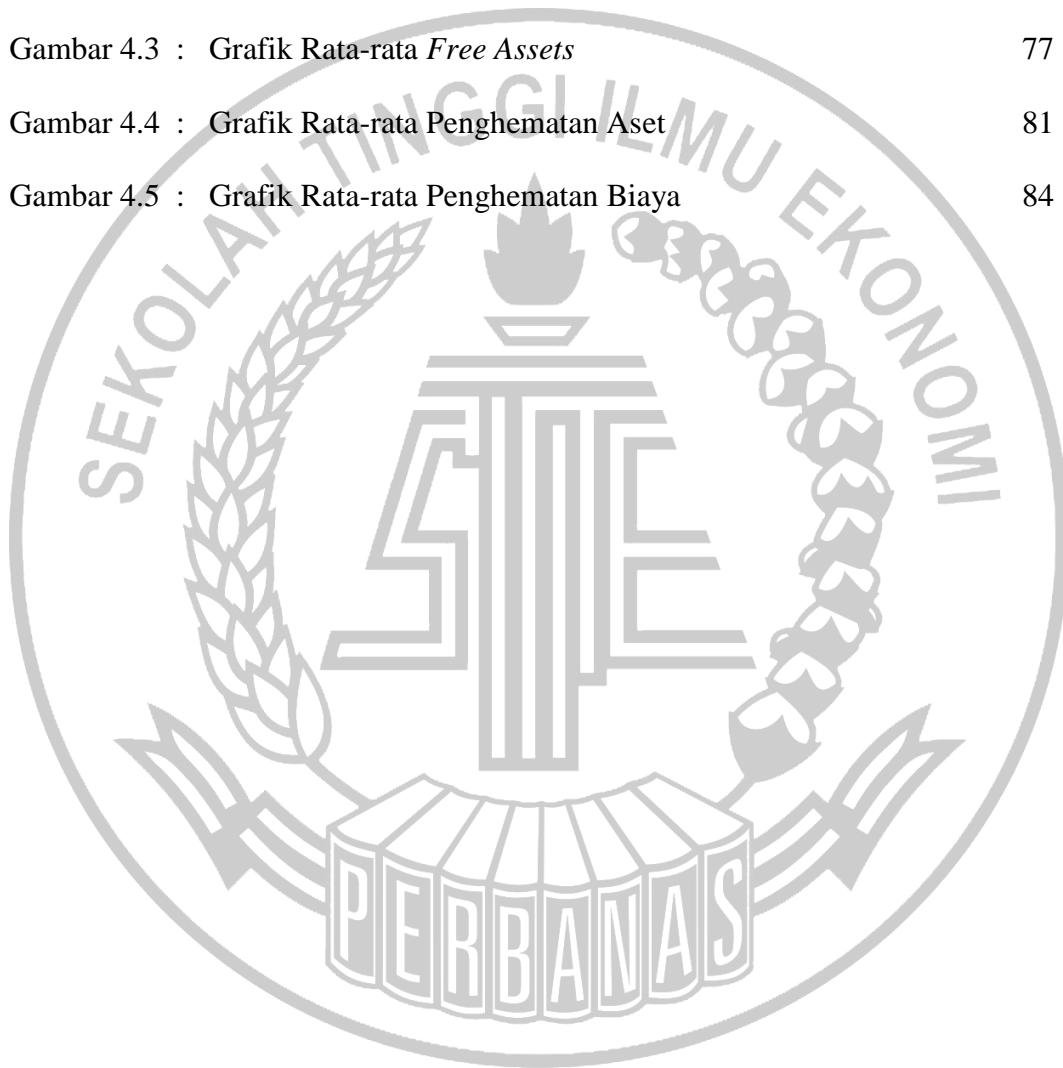 Gambar 4.3 : Grafik Rata-rata Free Assets 77
Gambar 4.4 : Grafik Rata-rata Penghematan Aset 81
Gambar 4.5 : Grafik Rata-rata Penghematan Biaya 84
SEKOLAH TINGGI ILMU EKONOMI
STIE
PERBANAS